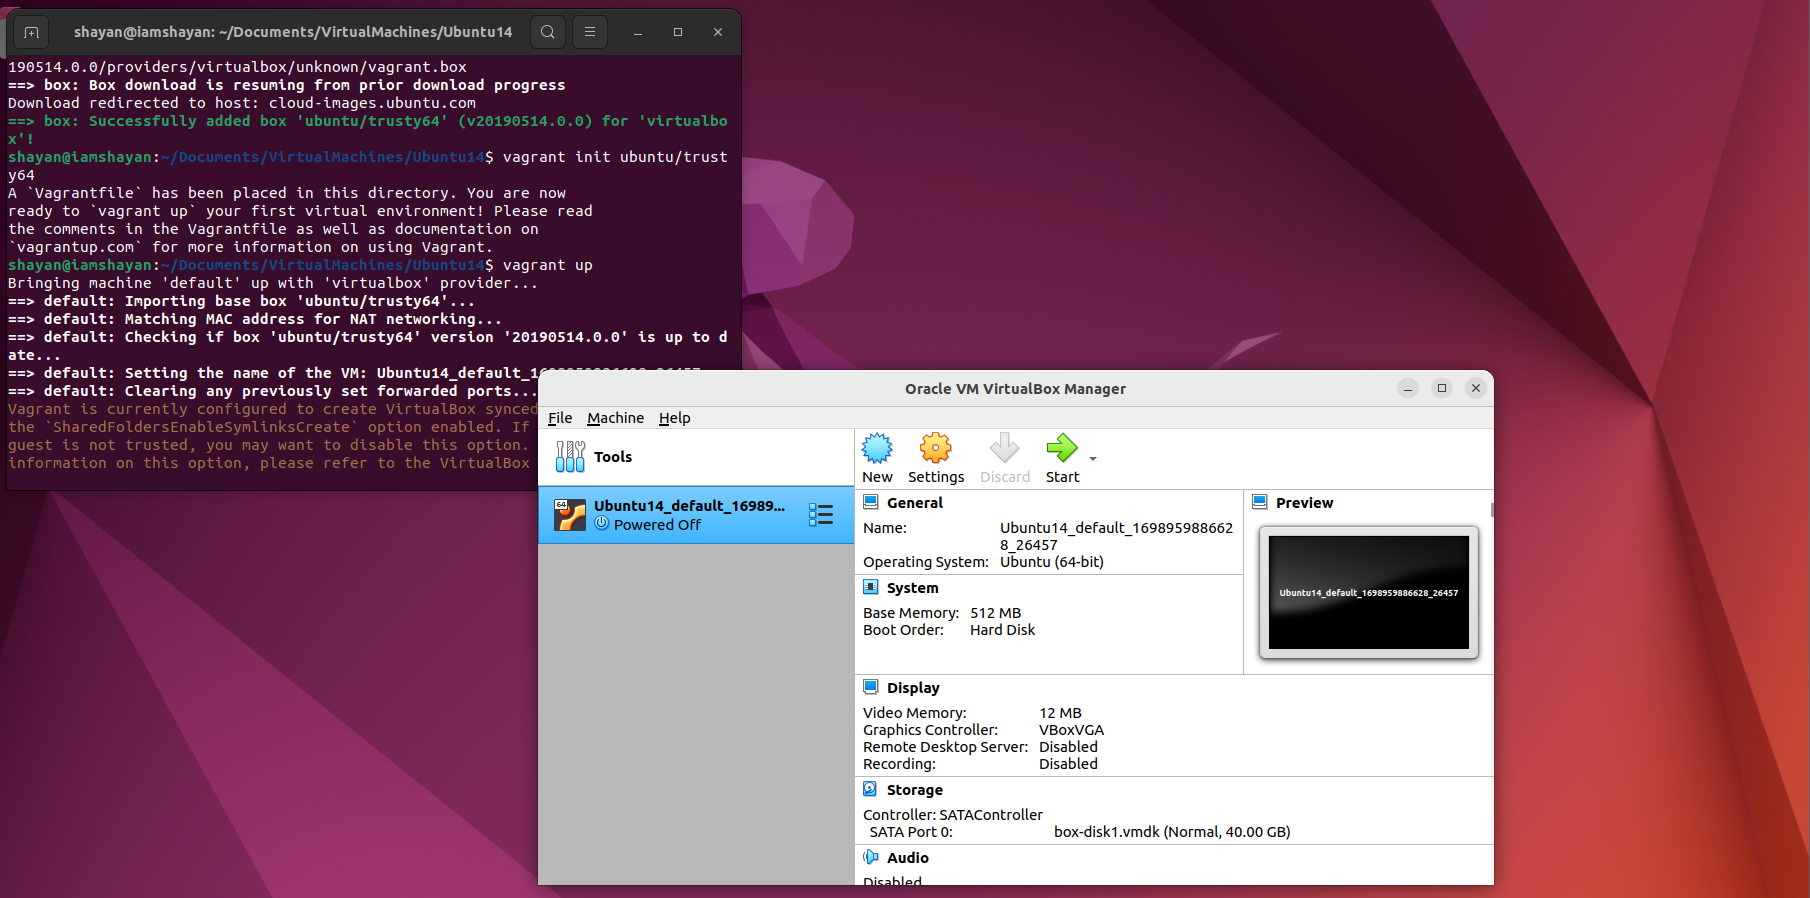 shayan@iamshayan: ~/Documents/VirtualMachines/Ubuntu14
190514.0.0/providers/virtualbox/unknown/vagrant.box
==> box: Box download is resuming from prior download progress
Download redirected to host: cloud-images.ubuntu.com
==> box: Successfully added box 'ubuntu/trusty64' (v20190514.0.0) for 'virtualbo
x'!
shayan@iamshayan:~/Documents/VirtualMachines/Ubuntu14$ vagrant init ubuntu/trust
y64
A `Vagrantfile` has been placed in this directory. You are now
ready to `vagrant up` your first virtual environment! Please read
the comments in the Vagrantfile as well as documentation on
`vagrantup.com` for more information on using Vagrant.
shayan@iamshayan:~/Documents/VirtualMachines/Ubuntu14$ vagrant up
Bringing machine 'default' up with 'virtualbox' provider...
==> default: Importing base box 'ubuntu/trusty64'...
==> default: Matching MAC address for NAT networking...
==> default: Checking if box 'ubuntu/trusty64' version '20190514.0.0' is up to d
ate...
==> default: Setting the name of the VM: Ubuntu14_default_1698959886628_26457
==> default: Clearing any previously set forwarded ports...
Vagrant is currently configured to create VirtualBox synced
the `SharedFoldersEnableSymlinksCreate` option enabled. If
guest is not trusted, you may want to disable this option.
information on this option, please refer to the VirtualBox
Oracle VM VirtualBox Manager
File Machine Help
Tools
64
Ubuntu14_default_16989...
Powered Off
New Settings Discard Start
General
Name: Ubuntu14_default_169895988662
8_26457
Operating System: Ubuntu (64-bit)
Preview
Ubuntu14_default_1698959886628_26457
System
Base Memory: 512 MB
Boot Order: Hard Disk
Display
Video Memory: 12 MB
Graphics Controller: VBoxVGA
Remote Desktop Server: Disabled
Recording: Disabled
Storage
Controller: SATAController
SATA Port 0: box-disk1.vmdk (Normal, 40.00 GB)
Audio
Disabled